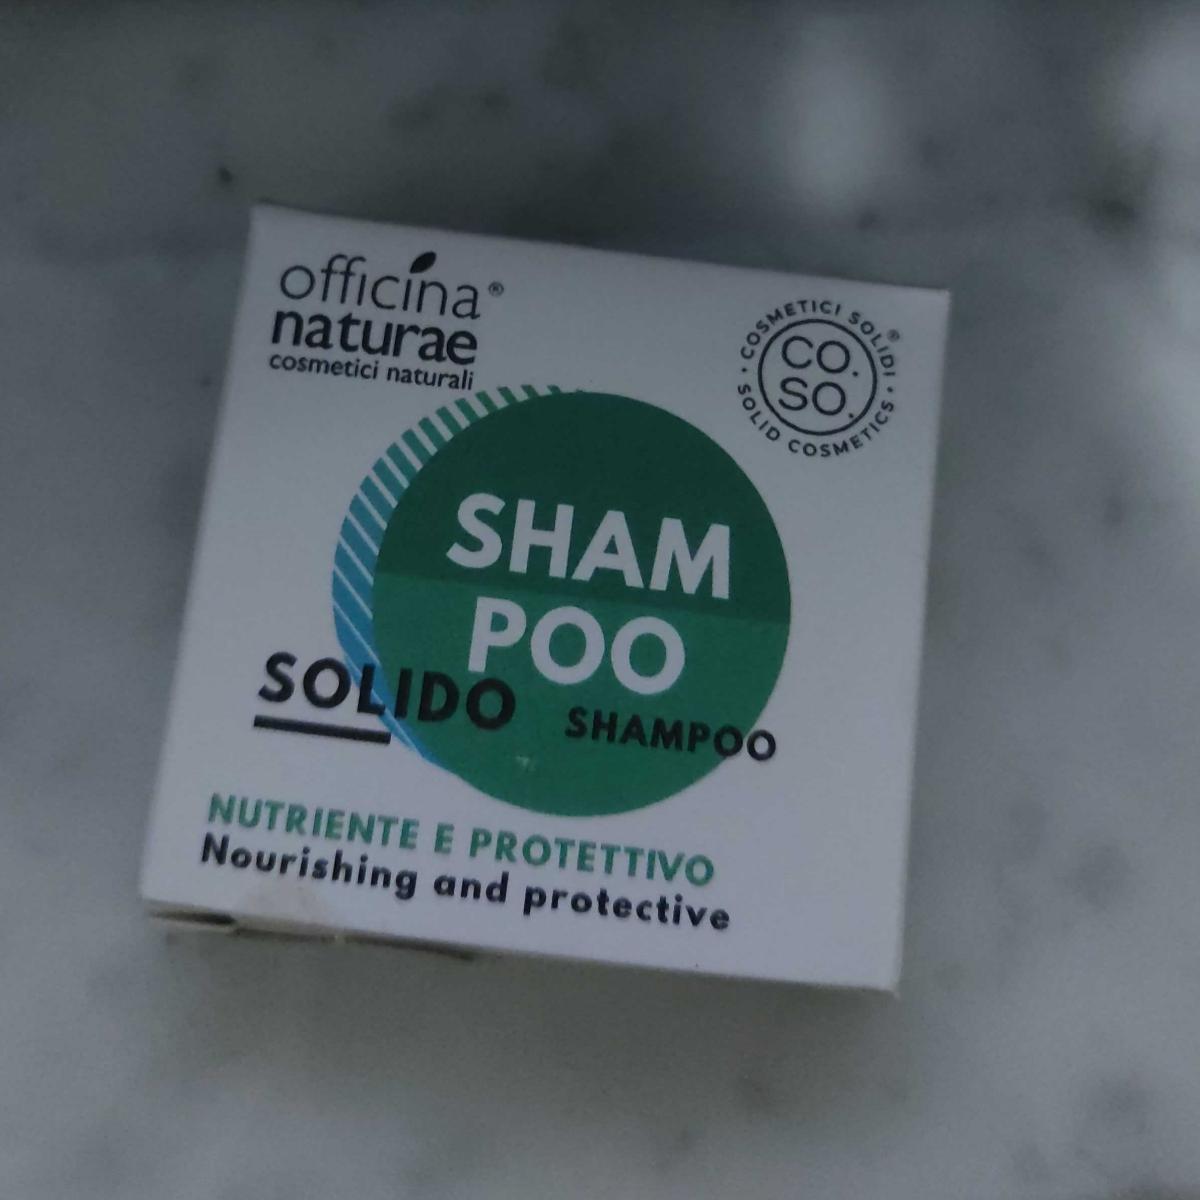 officina®
naturae
cosmetici naturali
COSMETICI SOLIDI®
CO.
SO.
SOLID COSMETICS
SHAM
POO
SOLIDO SHAMPOO
NUTRIENTE E PROTETTIVO
Nourishing and protective